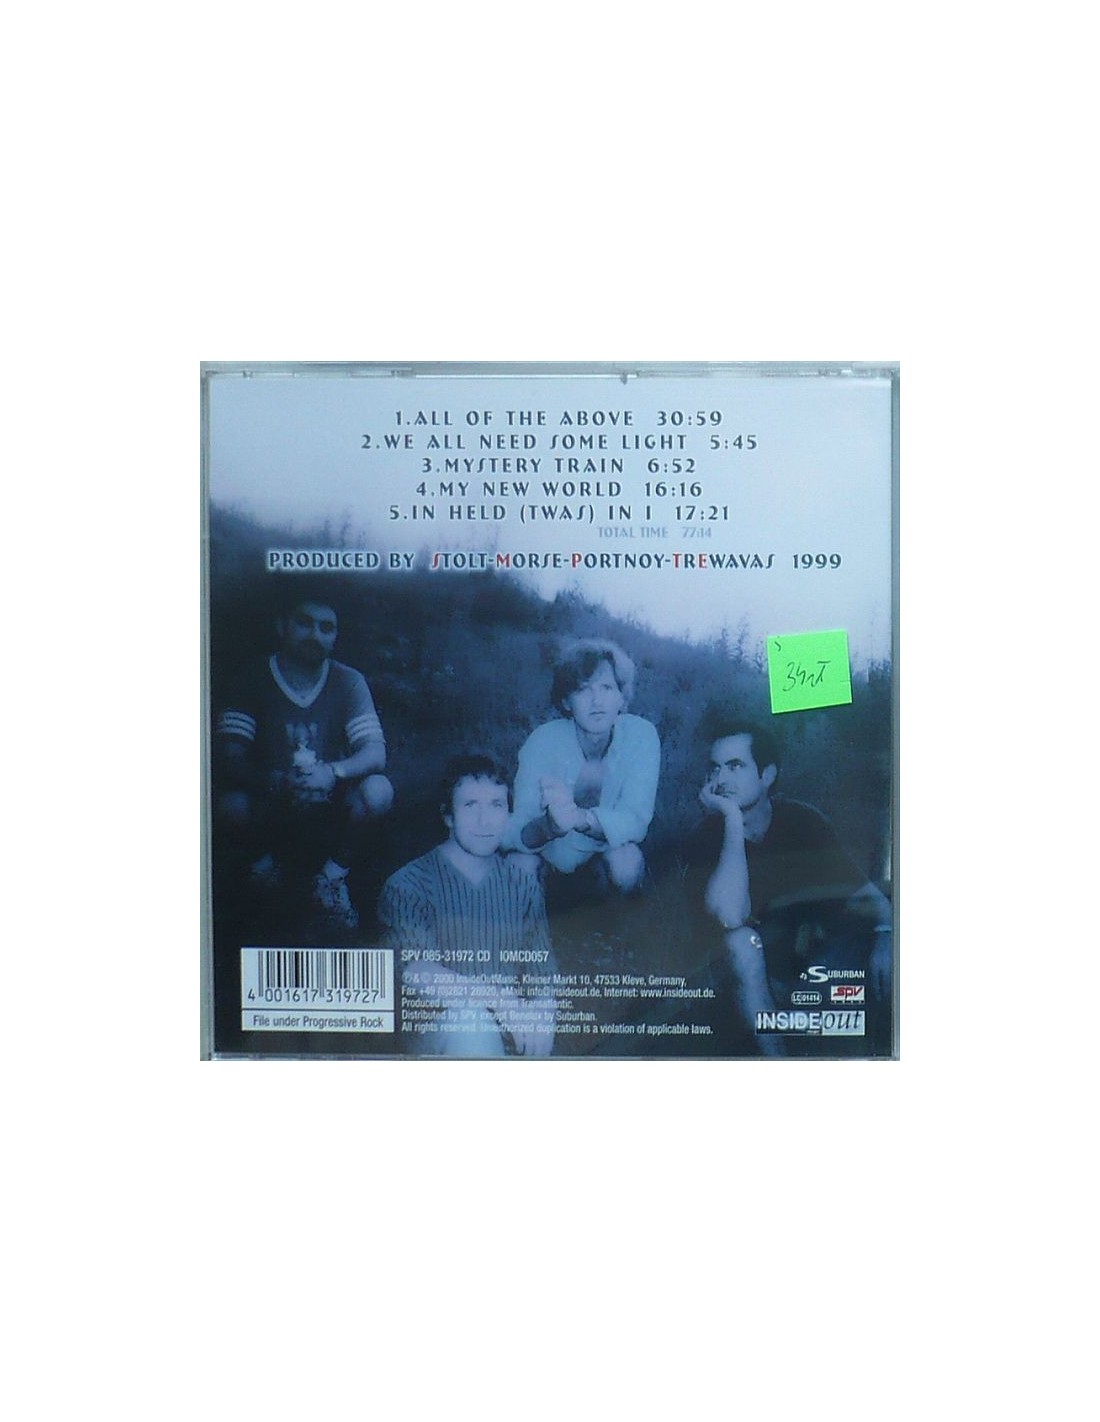 1.ALL OF THE ABOVE 30:59
2.WE ALL NEED SOME LIGHT 5:45
3.MYSTERY TRAIN 6:52
4.MY NEW WORLD 16:16
5.IN HELD (TWAS) IN I 17:21
TOTAL TIME 77:14
PRODUCED BY STOLT-MORSE-PORTNOY-TREWAVAS 1999
SPV 085-31972 CD IOMCD057
℗ & © 2000 InsideOutMusic, Kleiner Markt 10, 47533 Kleve, Germany,
Fax +49 (0)2821 26920, eMail: info@insideout.de, Internet: www.insideout.de.
Produced under licence from Transatlantic.
Distributed by SPV, except Benelux by Suburban.
All rights reserved. Unauthorized duplication is a violation of applicable laws.
4 001617 319727
File under Progressive Rock
SUBURBAN
LC 01414
SPV
INSIDEout